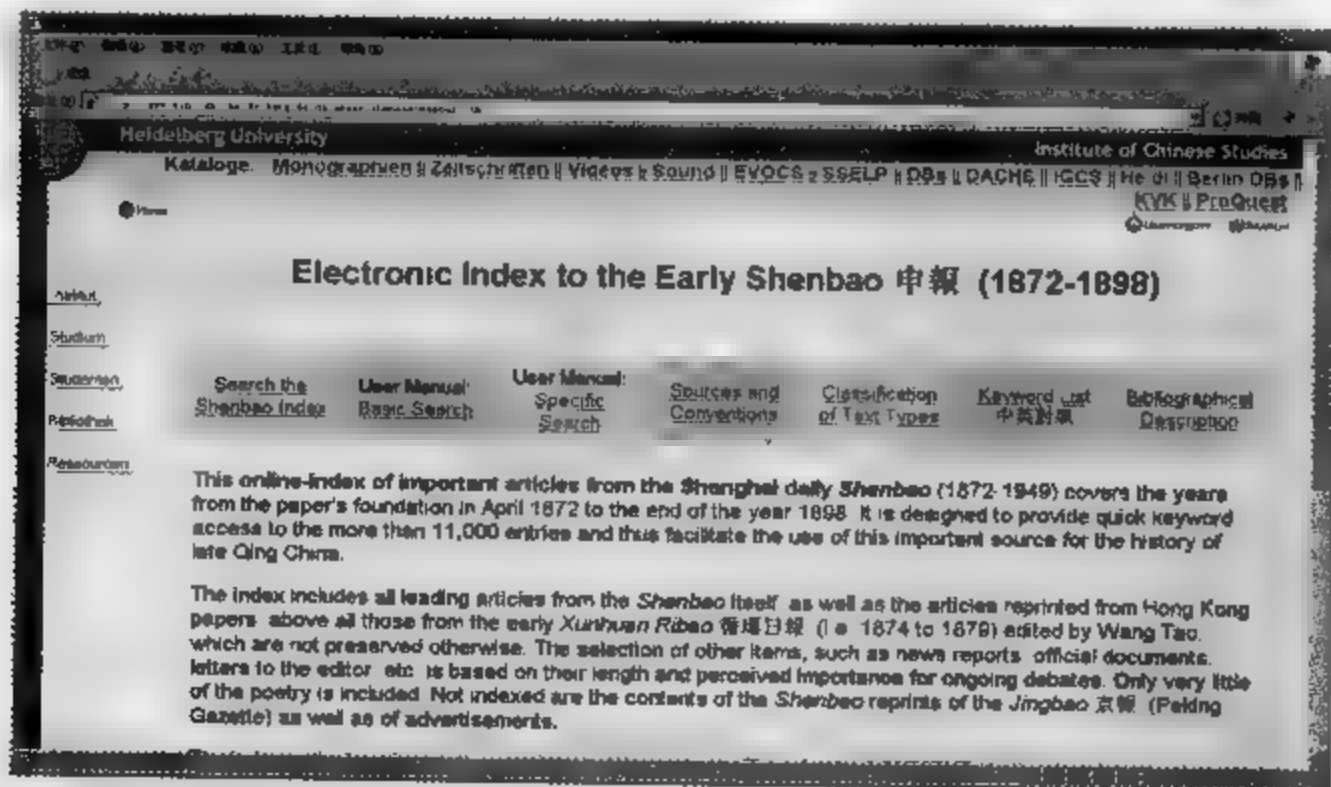 Heidelberg University
Institute of Chinese Studies
Kataloge: Monographien || Zeitschriften || Videos || Sound || EVOCS || SSELP || DBs || DACHS || IGCS || Heidi || Berlin DBs ||
KVK || ProQuest
Home
Electronic Index to the Early Shenbao 申報 (1872-1898)
Studium
Studenten
Bibliothek
Ressourcen
Search the Shenbao Index
User Manual: Basic Search
User Manual: Specific Search
Sources and Conventions
Classification of Text Types
Keyword List 中英對照
Bibliographical Description
This online-index of important articles from the Shanghai daily Shenbao (1872-1949) covers the years
from the paper's foundation in April 1872 to the end of the year 1898. It is designed to provide quick keyword
access to the more than 11,000 entries and thus facilitate the use of this important source for the history of
late Qing China.
The index includes all leading articles from the Shenbao itself as well as the articles reprinted from Hong Kong
papers above all those from the early Xunhuan Ribao 循環日報 (i.e. 1874 to 1879) edited by Wang Tao,
which are not preserved otherwise. The selection of other items, such as news reports, official documents,
letters to the editor etc. is based on their length and perceived importance for ongoing debates. Only very little
of the poetry is included. Not indexed are the contents of the Shenbao reprints of the Jingbao 京報 (Peking
Gazette) as well as of advertisements.